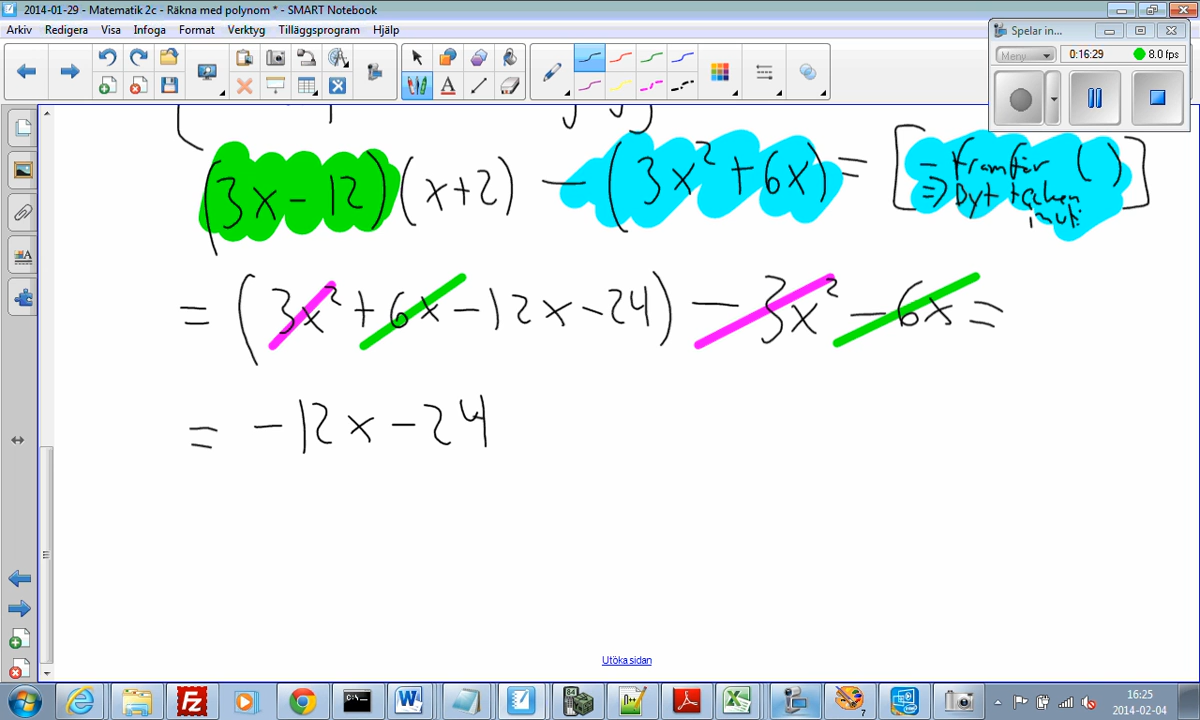 2014-01-29 - Matematik 2c - Räkna med polynom * - SMART Notebook
Arkiv Redigera Visa Infoga Format Verktyg Tilläggsprogram Hjälp
Spelar in...
Meny 0:16:29 8.0 fps
(3x - 12)(x+2) - (3x² + 6x) = [ - framför ( )
⇒ Byt tecken
inuti ]
= (3x² + 6x - 12x - 24) - 3x² - 6x =
= -12x - 24
Utöka sidan
16:25
2014-02-04